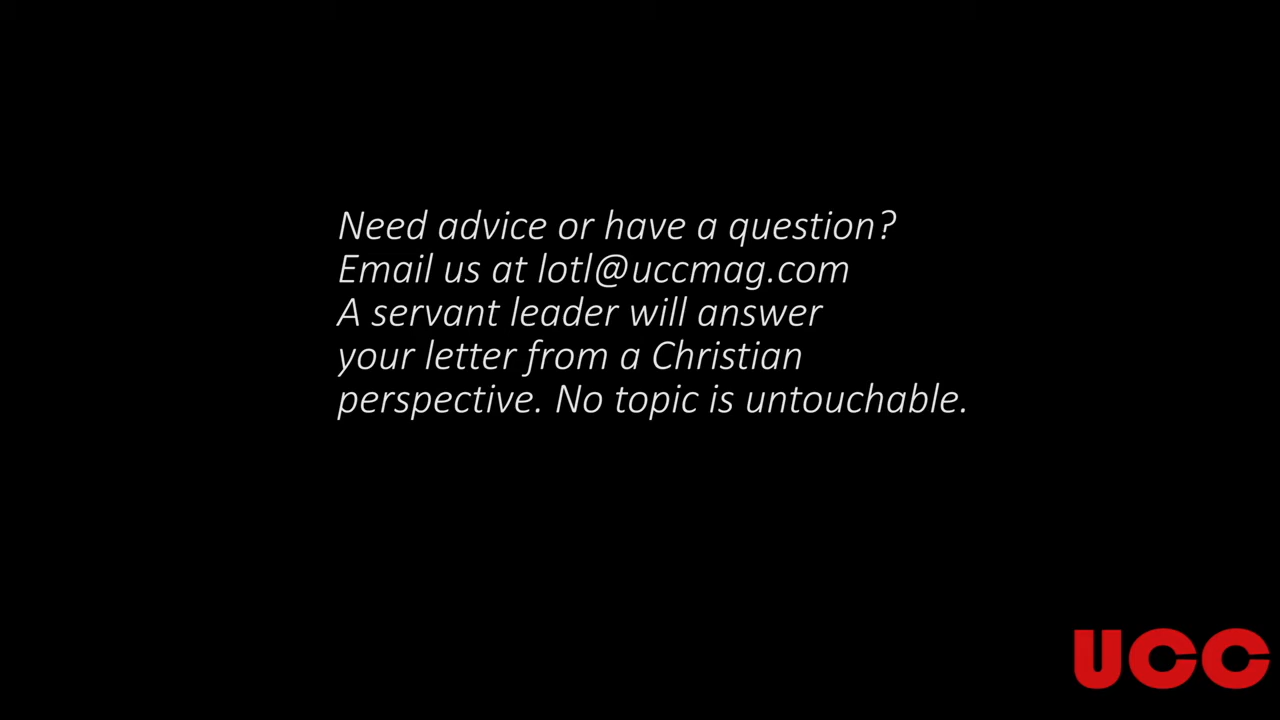 Need advice or have a question?
Email us at lotl@uccmag.com
A servant leader will answer
your letter from a Christian
perspective. No topic is untouchable.
UCC